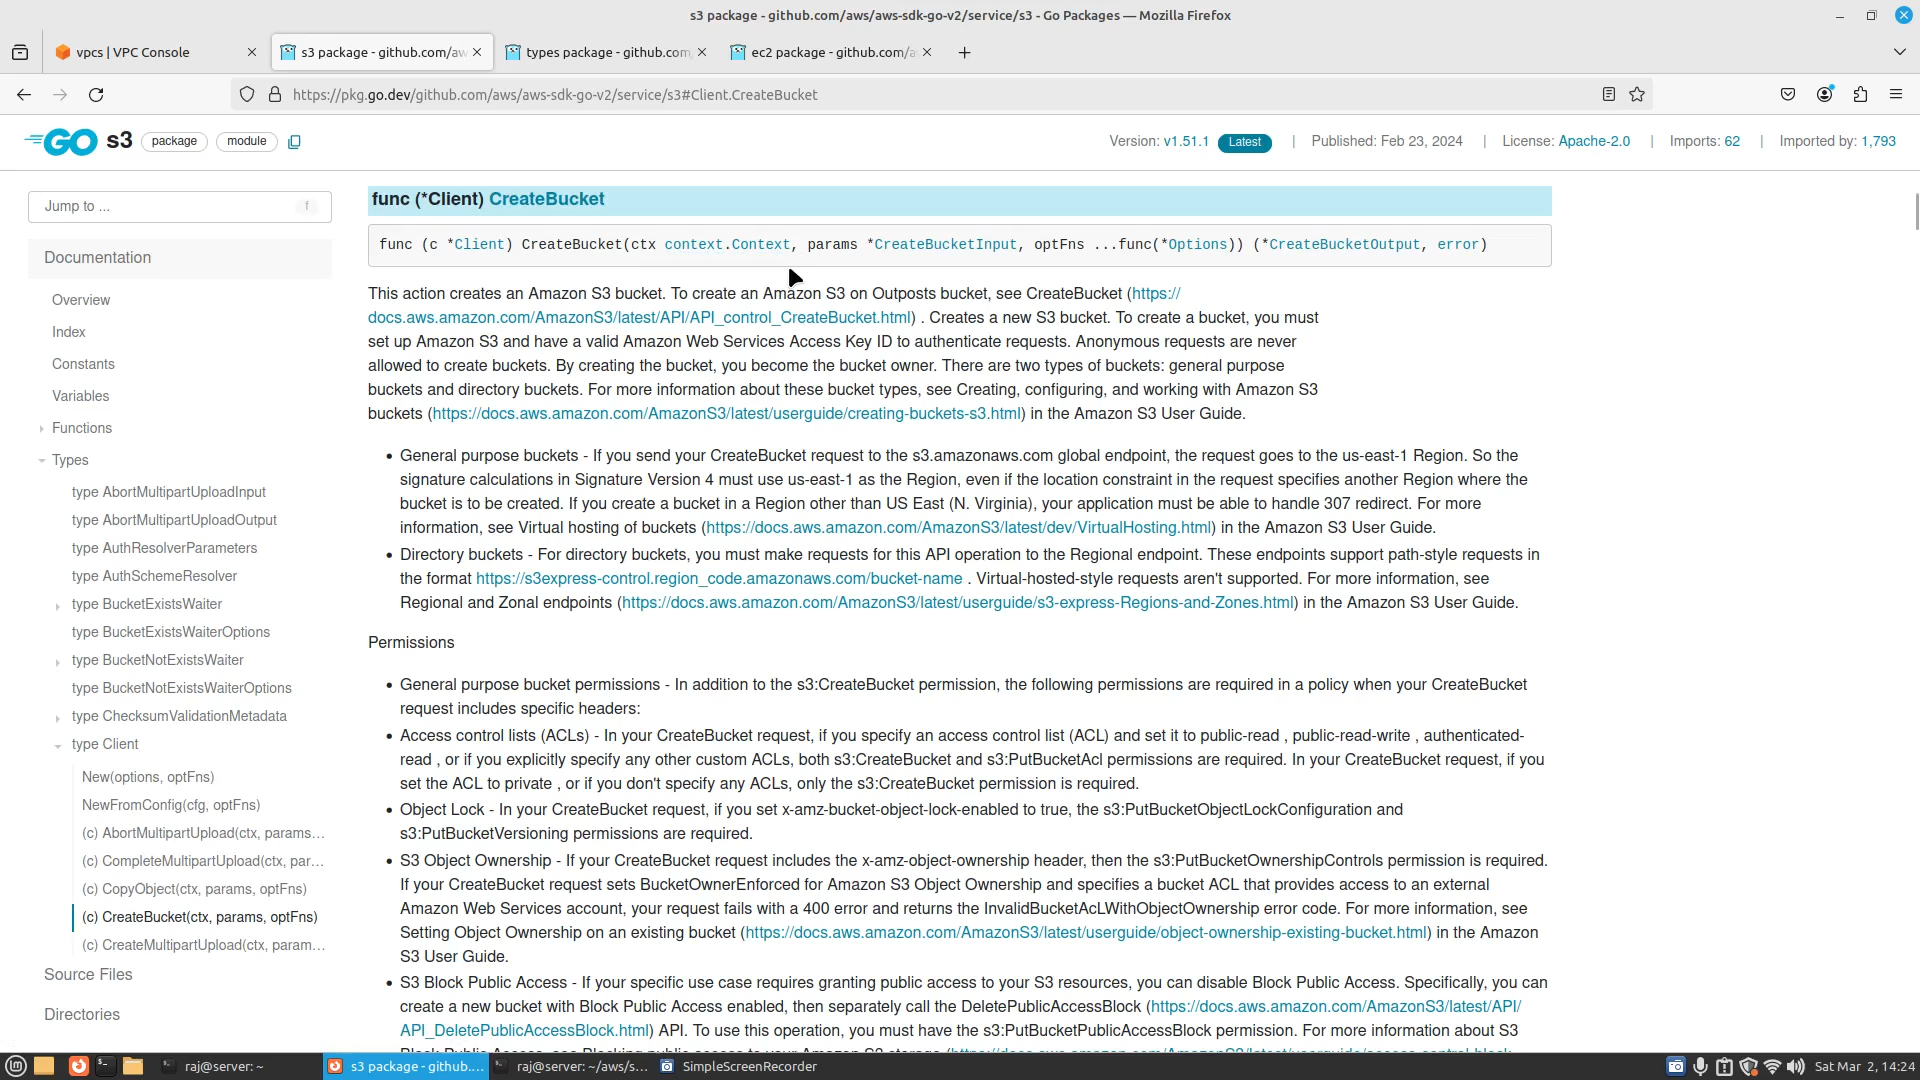 s3 package - github.com/aws/aws-sdk-go-v2/service/s3 - Go Packages — Mozilla Firefox
vpcs | VPC Console
s3 package - github.com/aw
types package - github.com,
ec2 package - github.com/a
https://pkg.go.dev/github.com/aws/aws-sdk-go-v2/service/s3#Client.CreateBucket
GO s3 package module
Version: v1.51.1 Latest | Published: Feb 23, 2024 | License: Apache-2.0 | Imports: 62 | Imported by: 1,793
Jump to ... f
Documentation
Overview
Index
Constants
Variables
Functions
Types
type AbortMultipartUploadInput
type AbortMultipartUploadOutput
type AuthResolverParameters
type AuthSchemeResolver
type BucketExistsWaiter
type BucketExistsWaiterOptions
type BucketNotExistsWaiter
type BucketNotExistsWaiterOptions
type ChecksumValidationMetadata
type Client
New(options, optFns)
NewFromConfig(cfg, optFns)
(c) AbortMultipartUpload(ctx, params…
(c) CompleteMultipartUpload(ctx, par…
(c) CopyObject(ctx, params, optFns)
(c) CreateBucket(ctx, params, optFns)
(c) CreateMultipartUpload(ctx, param…
Source Files
Directories
func (*Client) CreateBucket
func (c *Client) CreateBucket(ctx context.Context, params *CreateBucketInput, optFns ...func(*Options)) (*CreateBucketOutput, error)
This action creates an Amazon S3 bucket. To create an Amazon S3 on Outposts bucket, see CreateBucket (https://
docs.aws.amazon.com/AmazonS3/latest/API/API_control_CreateBucket.html) . Creates a new S3 bucket. To create a bucket, you must
set up Amazon S3 and have a valid Amazon Web Services Access Key ID to authenticate requests. Anonymous requests are never
allowed to create buckets. By creating the bucket, you become the bucket owner. There are two types of buckets: general purpose
buckets and directory buckets. For more information about these bucket types, see Creating, configuring, and working with Amazon S3
buckets (https://docs.aws.amazon.com/AmazonS3/latest/userguide/creating-buckets-s3.html) in the Amazon S3 User Guide.
• General purpose buckets - If you send your CreateBucket request to the s3.amazonaws.com global endpoint, the request goes to the us-east-1 Region. So the
signature calculations in Signature Version 4 must use us-east-1 as the Region, even if the location constraint in the request specifies another Region where the
bucket is to be created. If you create a bucket in a Region other than US East (N. Virginia), your application must be able to handle 307 redirect. For more
information, see Virtual hosting of buckets (https://docs.aws.amazon.com/AmazonS3/latest/dev/VirtualHosting.html) in the Amazon S3 User Guide.
• Directory buckets - For directory buckets, you must make requests for this API operation to the Regional endpoint. These endpoints support path-style requests in
the format https://s3express-control.region_code.amazonaws.com/bucket-name . Virtual-hosted-style requests aren't supported. For more information, see
Regional and Zonal endpoints (https://docs.aws.amazon.com/AmazonS3/latest/userguide/s3-express-Regions-and-Zones.html) in the Amazon S3 User Guide.
Permissions
• General purpose bucket permissions - In addition to the s3:CreateBucket permission, the following permissions are required in a policy when your CreateBucket
request includes specific headers:
• Access control lists (ACLs) - In your CreateBucket request, if you specify an access control list (ACL) and set it to public-read , public-read-write , authenticated-
read , or if you explicitly specify any other custom ACLs, both s3:CreateBucket and s3:PutBucketAcl permissions are required. In your CreateBucket request, if you
set the ACL to private , or if you don't specify any ACLs, only the s3:CreateBucket permission is required.
• Object Lock - In your CreateBucket request, if you set x-amz-bucket-object-lock-enabled to true, the s3:PutBucketObjectLockConfiguration and
s3:PutBucketVersioning permissions are required.
• S3 Object Ownership - If your CreateBucket request includes the x-amz-object-ownership header, then the s3:PutBucketOwnershipControls permission is required.
If your CreateBucket request sets BucketOwnerEnforced for Amazon S3 Object Ownership and specifies a bucket ACL that provides access to an external
Amazon Web Services account, your request fails with a 400 error and returns the InvalidBucketAcLWithObjectOwnership error code. For more information, see
Setting Object Ownership on an existing bucket (https://docs.aws.amazon.com/AmazonS3/latest/userguide/object-ownership-existing-bucket.html) in the Amazon
S3 User Guide.
• S3 Block Public Access - If your specific use case requires granting public access to your S3 resources, you can disable Block Public Access. Specifically, you can
create a new bucket with Block Public Access enabled, then separately call the DeletePublicAccessBlock (https://docs.aws.amazon.com/AmazonS3/latest/API/
API_DeletePublicAccessBlock.html) API. To use this operation, you must have the s3:PutBucketPublicAccessBlock permission. For more information about S3
raj@server: ~
s3 package - github....
raj@server: ~/aws/s...
SimpleScreenRecorder
Sat Mar 2, 14:24